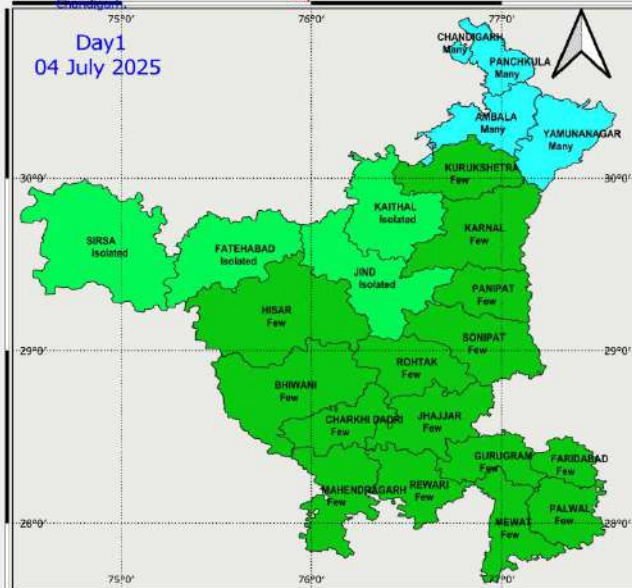 Chandigarh
75°0'
76°0'
77°0'
Day1
04 July 2025
CHANDIGARH
Many
PANCHKULA
Many
AMBALA
Many
YAMUNANAGAR
Many
30°0'
30°0'
KURUKSHETRA
Few
KAITHAL
Isolated
KARNAL
Few
SIRSA
Isolated
FATEHABAD
Isolated
JIND
Isolated
PANIPAT
Few
HISAR
Few
SONIPAT
Few
29°0'
29°0'
ROHTAK
Few
BHIWANI
Few
CHARKHI DADRI
Few
JHAJJAR
Few
GURUGRAM
Few
FARIDABAD
Few
MAHENDRAGARH
Few
REWARI
Few
PALWAL
Few
MEWAT
Few
28°0'
28°0'
75°0'
76°0'
77°0'